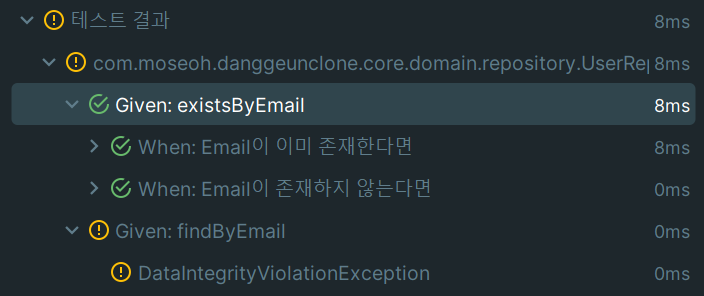 테스트 결과 8ms
com.moseoh.danggeunclone.core.domain.repository.UserRep 8ms
Given: existsByEmail 8ms
When: Email이 이미 존재한다면 8ms
When: Email이 존재하지 않는다면 0ms
Given: findByEmail 0ms
DataIntegrityViolationException 0ms